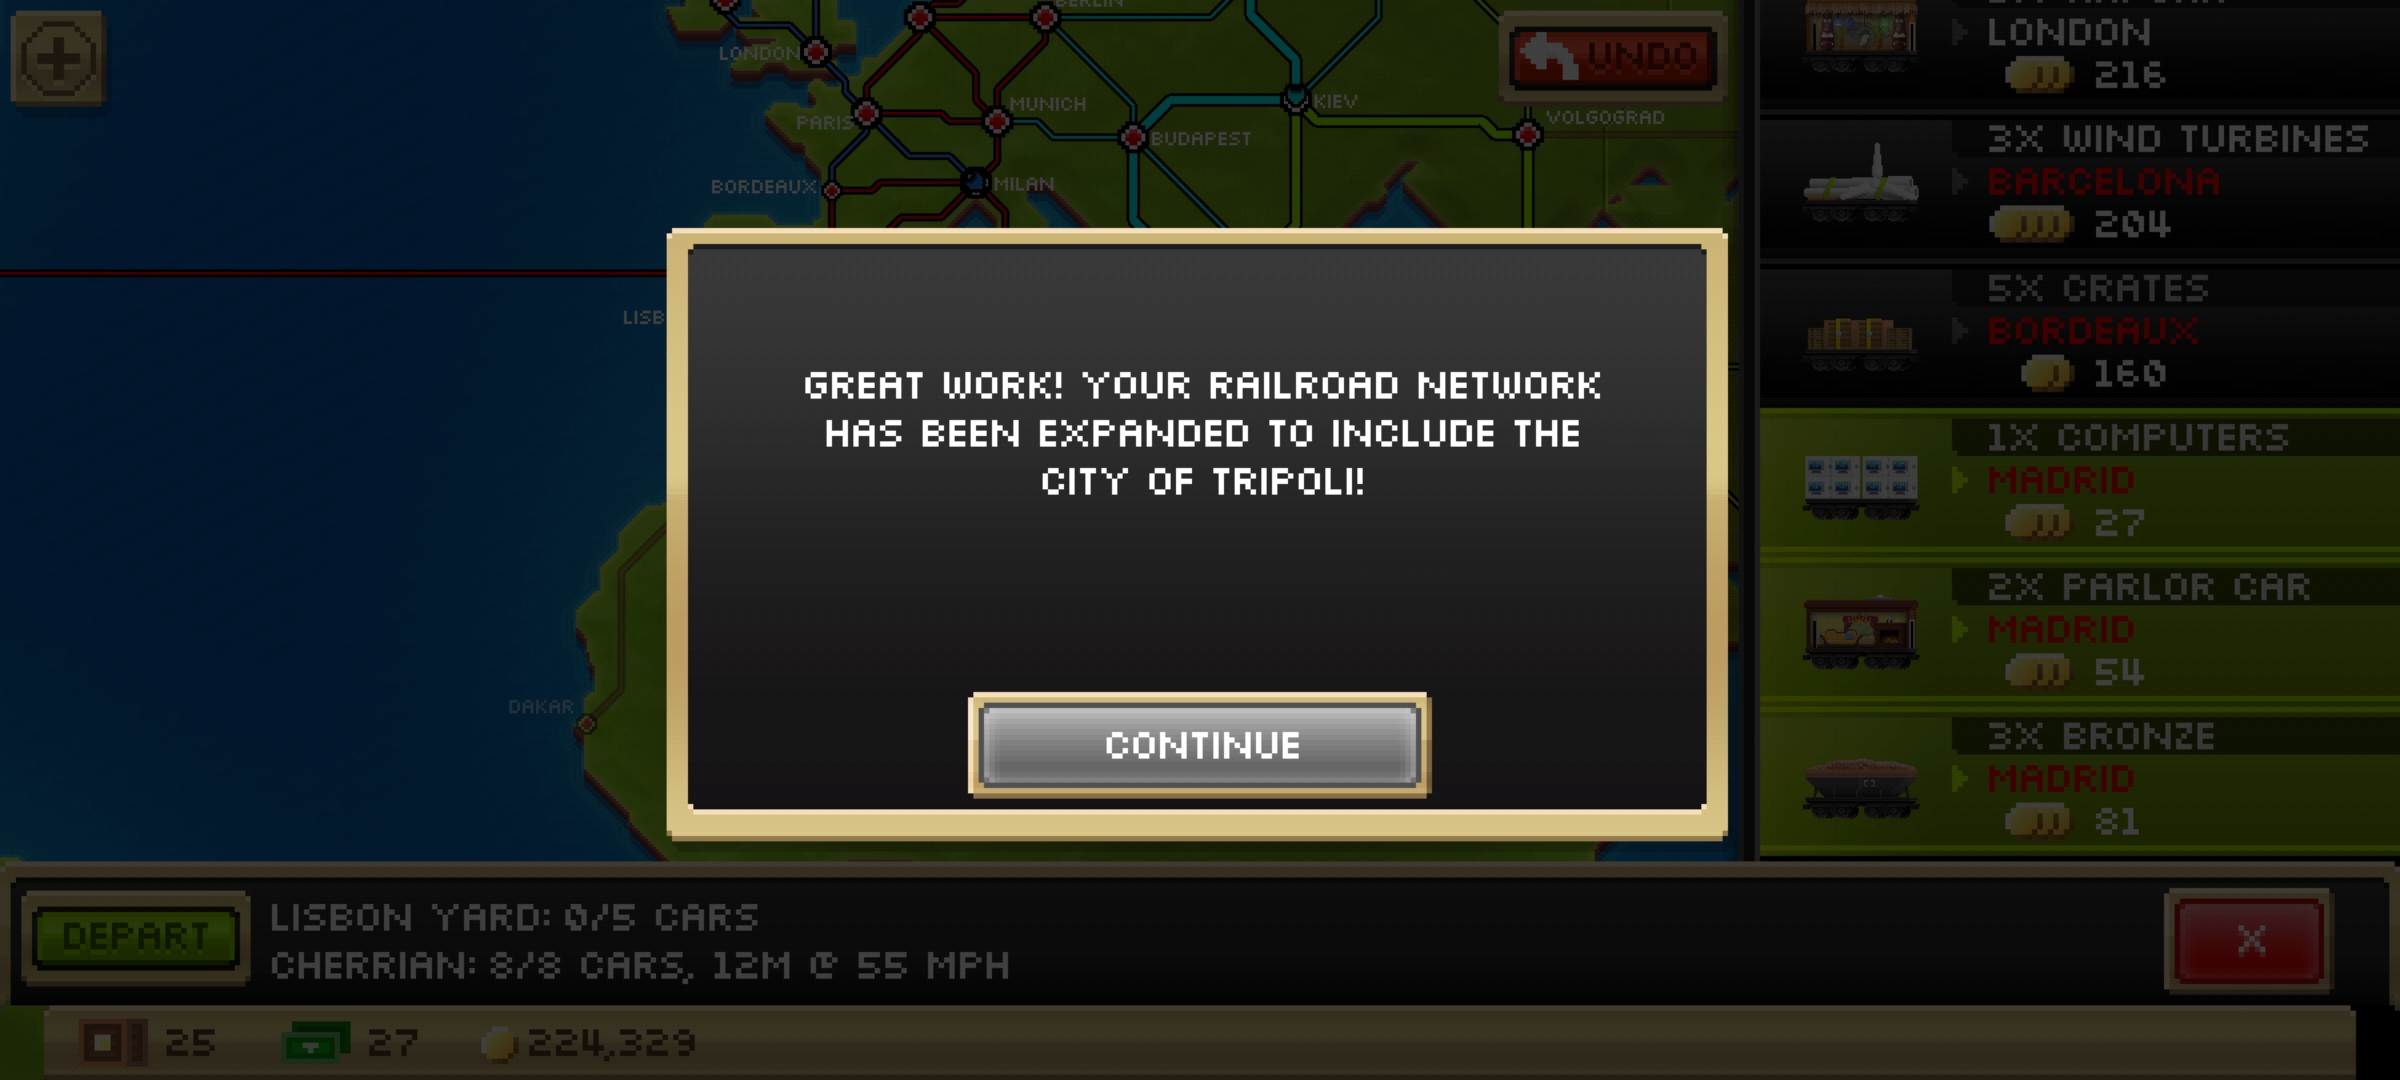 BERLIN
LONDON
MUNICH
PARIS
BUDAPEST
KIEV
VOLGOGRAD
BORDEAUX
MILAN
DAKAR
UNDO
LONDON
216
3X WIND TURBINES
BARCELONA
204
5X CRATES
BORDEAUX
160
1X COMPUTERS
MADRID
27
2X PARLOR CAR
MADRID
54
3X BRONZE
MADRID
81
GREAT WORK! YOUR RAILROAD NETWORK
HAS BEEN EXPANDED TO INCLUDE THE
CITY OF TRIPOLI!
CONTINUE
DEPART
LISBON YARD: 0/5 CARS
CHERRIAN: 8/8 CARS, 12M @ 55 MPH
X
25
27
224,329